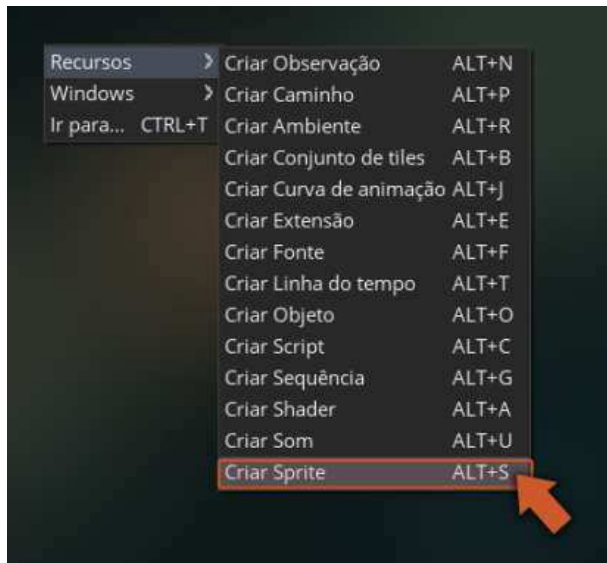 Recursos
Windows
Ir para... CTRL+T
Criar Observação ALT+N
Criar Caminho ALT+P
Criar Ambiente ALT+R
Criar Conjunto de tiles ALT+B
Criar Curva de animação ALT+J
Criar Extensão ALT+E
Criar Fonte ALT+F
Criar Linha do tempo ALT+T
Criar Objeto ALT+O
Criar Script ALT+C
Criar Sequência ALT+G
Criar Shader ALT+A
Criar Som ALT+U
Criar Sprite ALT+S